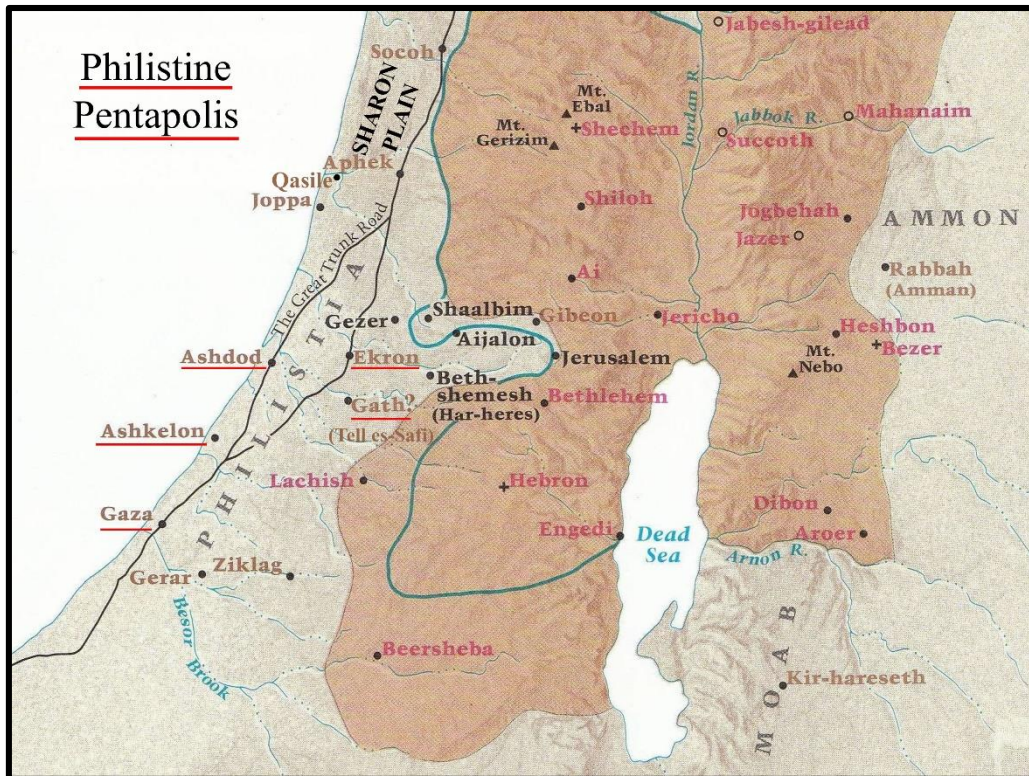 Philistine
Pentapolis
Jabesh-gilead
Socoh
SHARON
PLAIN
Jordan R.
Mt.
Ebal
Mt.
Gerizim
Shechem
Jabbok R.
Mahanaim
Succoth
Aphek
Qasile
Joppa
Shiloh
Jogbehah
Jazer
AMMON
The Great Trunk Road
PHILISTIA
Ai
Rabbah
(Amman)
Gezer
Shaalbim
Gibeon
Jericho
Aijalon
Heshbon
Bezer
Ashdod
Ekron
Jerusalem
Mt.
Nebo
Beth-
shemesh
(Har-heres)
Bethlehem
Gath?
(Tell es-Safi)
Ashkelon
Lachish
Hebron
Dibon
Gaza
Engedi
Dead
Sea
Aroer
Arnon R.
Gerar
Ziklag
Besor
Brook
MOAB
Beersheba
Kir-hareseth